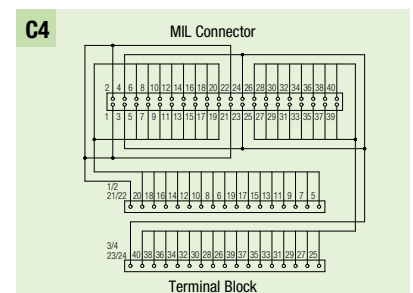 C4
MIL Connector
2 4 6 8 10 12 14 16 18 20 22 24 26 28 30 32 34 36 38 40
1 3 5 7 9 11 13 15 17 19 21 23 25 27 29 31 33 35 37 39
1/2
21/22 20 18 16 14 12 10 8 6 19 17 15 13 11 9 7 5
3/4
23/24 40 38 36 34 32 30 28 26 39 37 35 33 31 29 27 25
Terminal Block